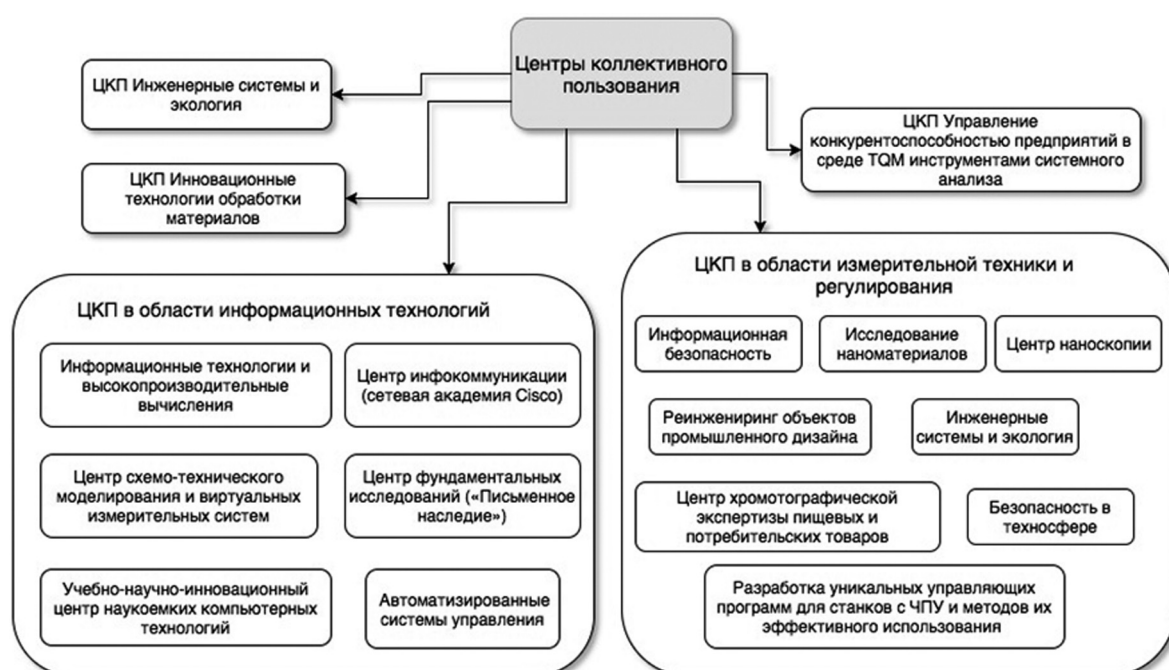 Центры коллективного
пользования
ЦКП Инженерные системы и
экология
ЦКП Инновационные
технологии обработки
материалов
ЦКП Управление
конкурентоспособностью предприятий в
среде TQM инструментами системного
анализа
ЦКП в области информационных технологий
Информационные технологии и
высокопроизводительные
вычисления
Центр инфокоммуникации
(сетевая академия Cisco)
Центр схемо-технического
моделирования и виртуальных
измерительных систем
Центр фундаментальных
исследований («Письменное
наследие»)
Учебно-научно-инновационный
центр наукоемких компьютерных
технологий
Автоматизированные
системы управления
ЦКП в области измерительной техники и
регулирования
Информационная
безопасность
Исследование
наноматериалов
Центр наноскопии
Реинжениринг объектов
промышленного дизайна
Инженерные
системы и экология
Центр хромотографической
экспертизы пищевых и
потребительских товаров
Безопасность в
техносфере
Разработка уникальных управляющих
программ для станков с ЧПУ и методов их
эффективного использования